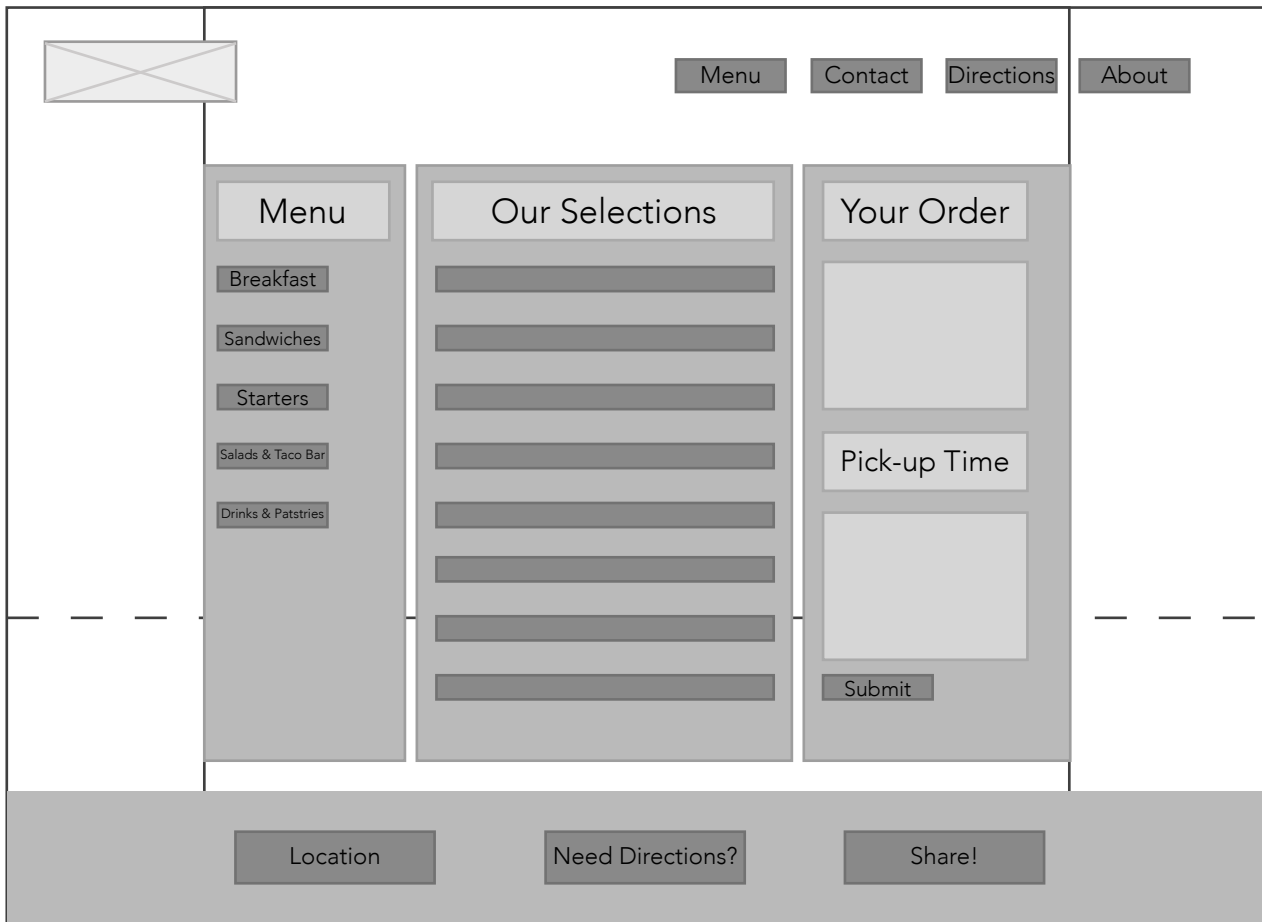 Menu
Contact
Directions
About
Menu
Breakfast
Sandwiches
Starters
Salads & Taco Bar
Drinks & Patstries
Our Selections
Your Order
Pick-up Time
Submit
Location
Need Directions?
Share!